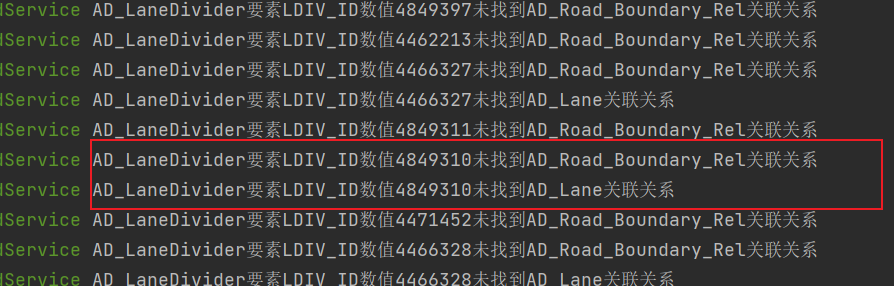 dService AD_LaneDivider要素LDIV_ID数值4849397未找到AD_Road_Boundary_Rel关联关系
dService AD_LaneDivider要素LDIV_ID数值4462213未找到AD_Road_Boundary_Rel关联关系
dService AD_LaneDivider要素LDIV_ID数值4466327未找到AD_Road_Boundary_Rel关联关系
dService AD_LaneDivider要素LDIV_ID数值4466327未找到AD_Lane关联关系
dService AD_LaneDivider要素LDIV_ID数值4849311未找到AD_Road_Boundary_Rel关联关系
dService AD_LaneDivider要素LDIV_ID数值4849310未找到AD_Road_Boundary_Rel关联关系
dService AD_LaneDivider要素LDIV_ID数值4849310未找到AD_Lane关联关系
dService AD_LaneDivider要素LDIV_ID数值4471452未找到AD_Road_Boundary_Rel关联关系
dService AD_LaneDivider要素LDIV_ID数值4466328未找到AD_Road_Boundary_Rel关联关系
dService AD_LaneDivider要素LDIV_ID数值4466328未找到AD_Lane关联关系